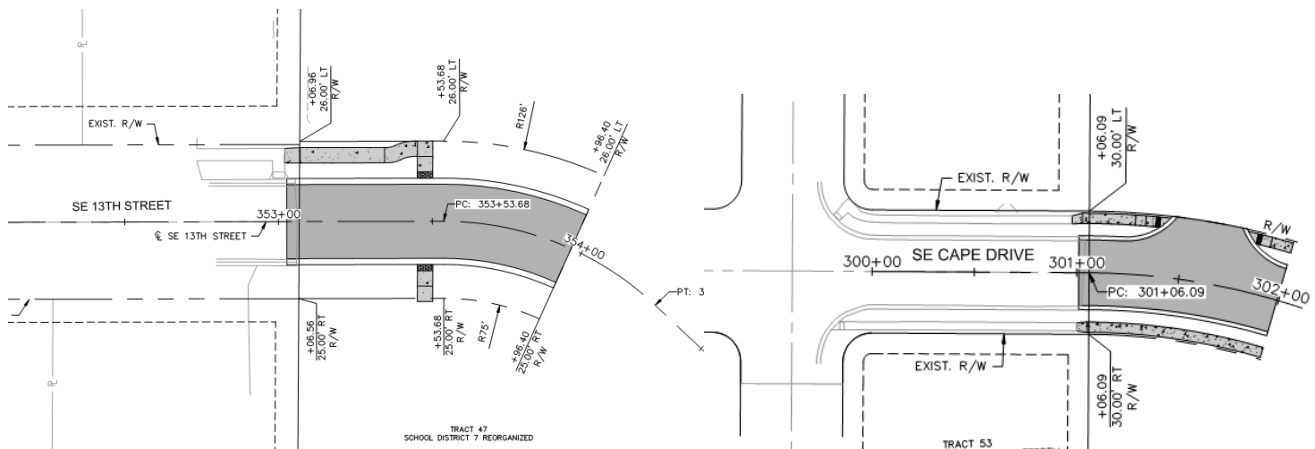 PL
EXIST. R/W
SE 13TH STREET
353+00
CL SE 13TH STREET
+06.96
26.00' LT
R/W
+53.68
26.00' LT
R/W
R126'
+96.40
26.00' LT
R/W
PC: 353+53.68
354+00
PT: 3
+06.56
25.00' RT
R/W
+53.68
25.00' RT
R/W
R75'
+96.40
25.00' RT
R/W
PL
TRACT 47
SCHOOL DISTRICT 7 REORGANIZED
+06.09
30.00' LT
R/W
EXIST. R/W
R/W
SE CAPE DRIVE
300+00
301+00
302+00
PC: 301+06.09
EXIST. R/W
+06.09
30.00' RT
R/W
TRACT 53